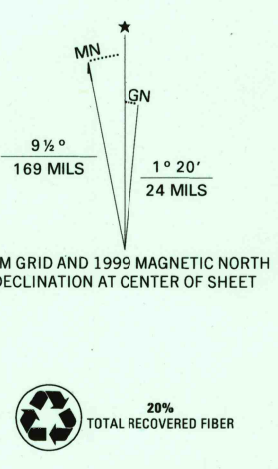 MN
GN
9 ½ °
169 MILS
1° 20′
24 MILS
M GRID AND 1999 MAGNETIC NORTH
DECLINATION AT CENTER OF SHEET
20%
TOTAL RECOVERED FIBER